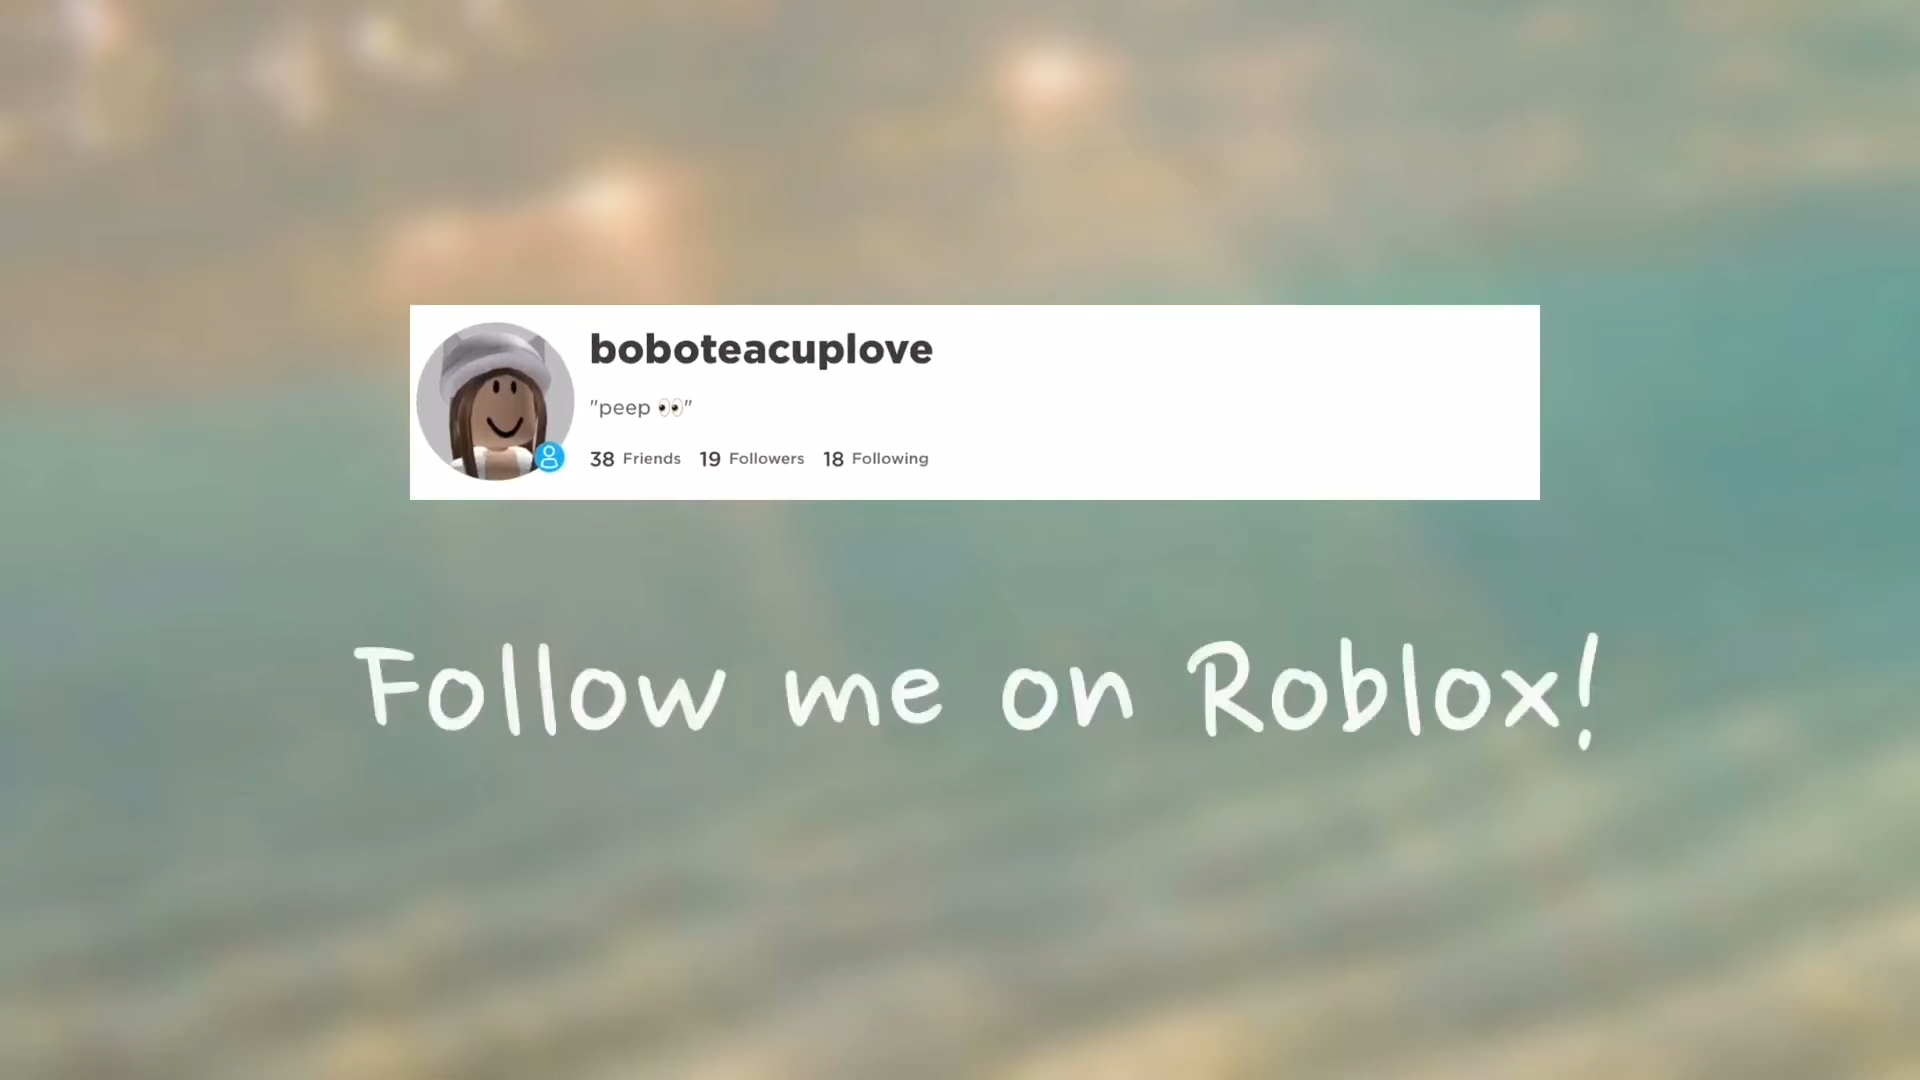 boboteacuplove
"peep 👀"
38 Friends 19 Followers 18 Following
Follow me on Roblox!